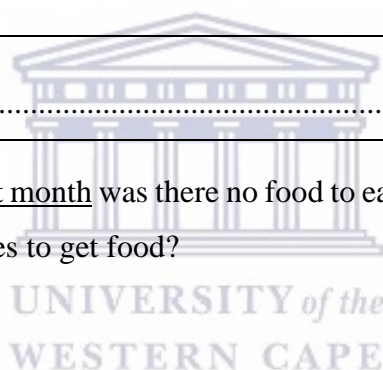 ................................................
t month was there no food to ea
es to get food?
UNIVERSITY of the
WESTERN CAPE